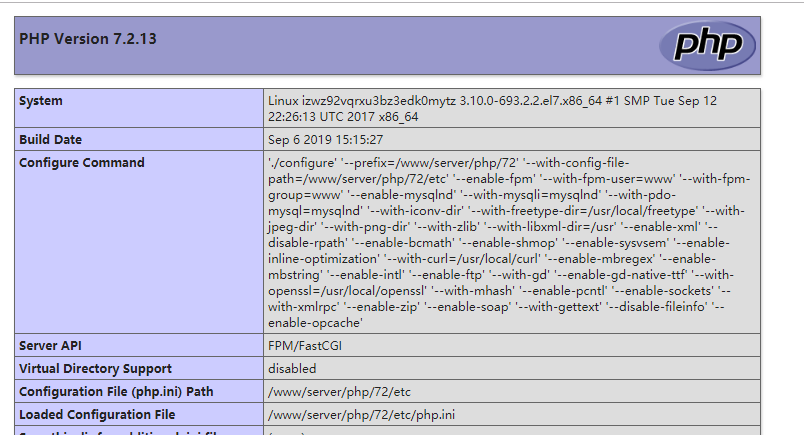 PHP Version 7.2.13
php
System
Linux izwz92vqrxu3bz3edk0mytz 3.10.0-693.2.2.el7.x86_64 #1 SMP Tue Sep 12
22:26:13 UTC 2017 x86_64
Build Date
Sep 6 2019 15:15:27
Configure Command
'./configure' '--prefix=/www/server/php/72' '--with-config-file-
path=/www/server/php/72/etc' '--enable-fpm' '--with-fpm-user=www' '--with-fpm-
group=www' '--enable-mysqlnd' '--with-mysqli=mysqlnd' '--with-pdo-
mysql=mysqlnd' '--with-iconv-dir' '--with-freetype-dir=/usr/local/freetype' '--with-
jpeg-dir' '--with-png-dir' '--with-zlib' '--with-libxml-dir=/usr' '--enable-xml' '--
disable-rpath' '--enable-bcmath' '--enable-shmop' '--enable-sysvsem' '--enable-
inline-optimization' '--with-curl=/usr/local/curl' '--enable-mbregex' '--enable-
mbstring' '--enable-intl' '--enable-ftp' '--with-gd' '--enable-gd-native-ttf' '--with-
openssl=/usr/local/openssl' '--with-mhash' '--enable-pcntl' '--enable-sockets' '--
with-xmlrpc' '--enable-zip' '--enable-soap' '--with-gettext' '--disable-fileinfo' '--
enable-opcache'
Server API
FPM/FastCGI
Virtual Directory Support
disabled
Configuration File (php.ini) Path
/www/server/php/72/etc
Loaded Configuration File
/www/server/php/72/etc/php.ini